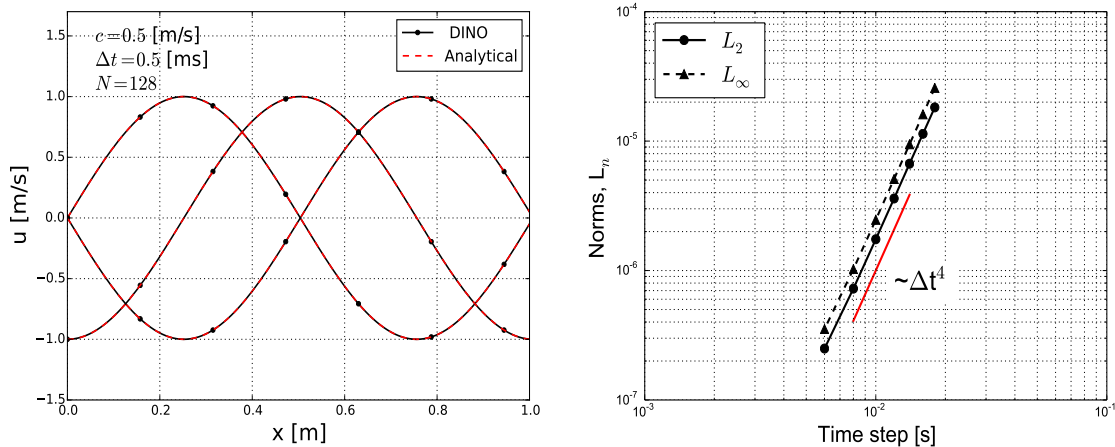 c=0.5 [m/s]
Δt=0.5 [ms]
N=128
DINO
Analytical
1.5
1.0
0.5
0.0
−0.5
−1.0
−1.5
u [m/s]
0.0 0.2 0.4 0.6 0.8 1.0
x [m]
L₂
L∞
10⁻⁴
10⁻⁵
10⁻⁶
10⁻⁷
Norms, Lₙ
~Δt⁴
10⁻³ 10⁻² 10⁻¹
Time step [s]